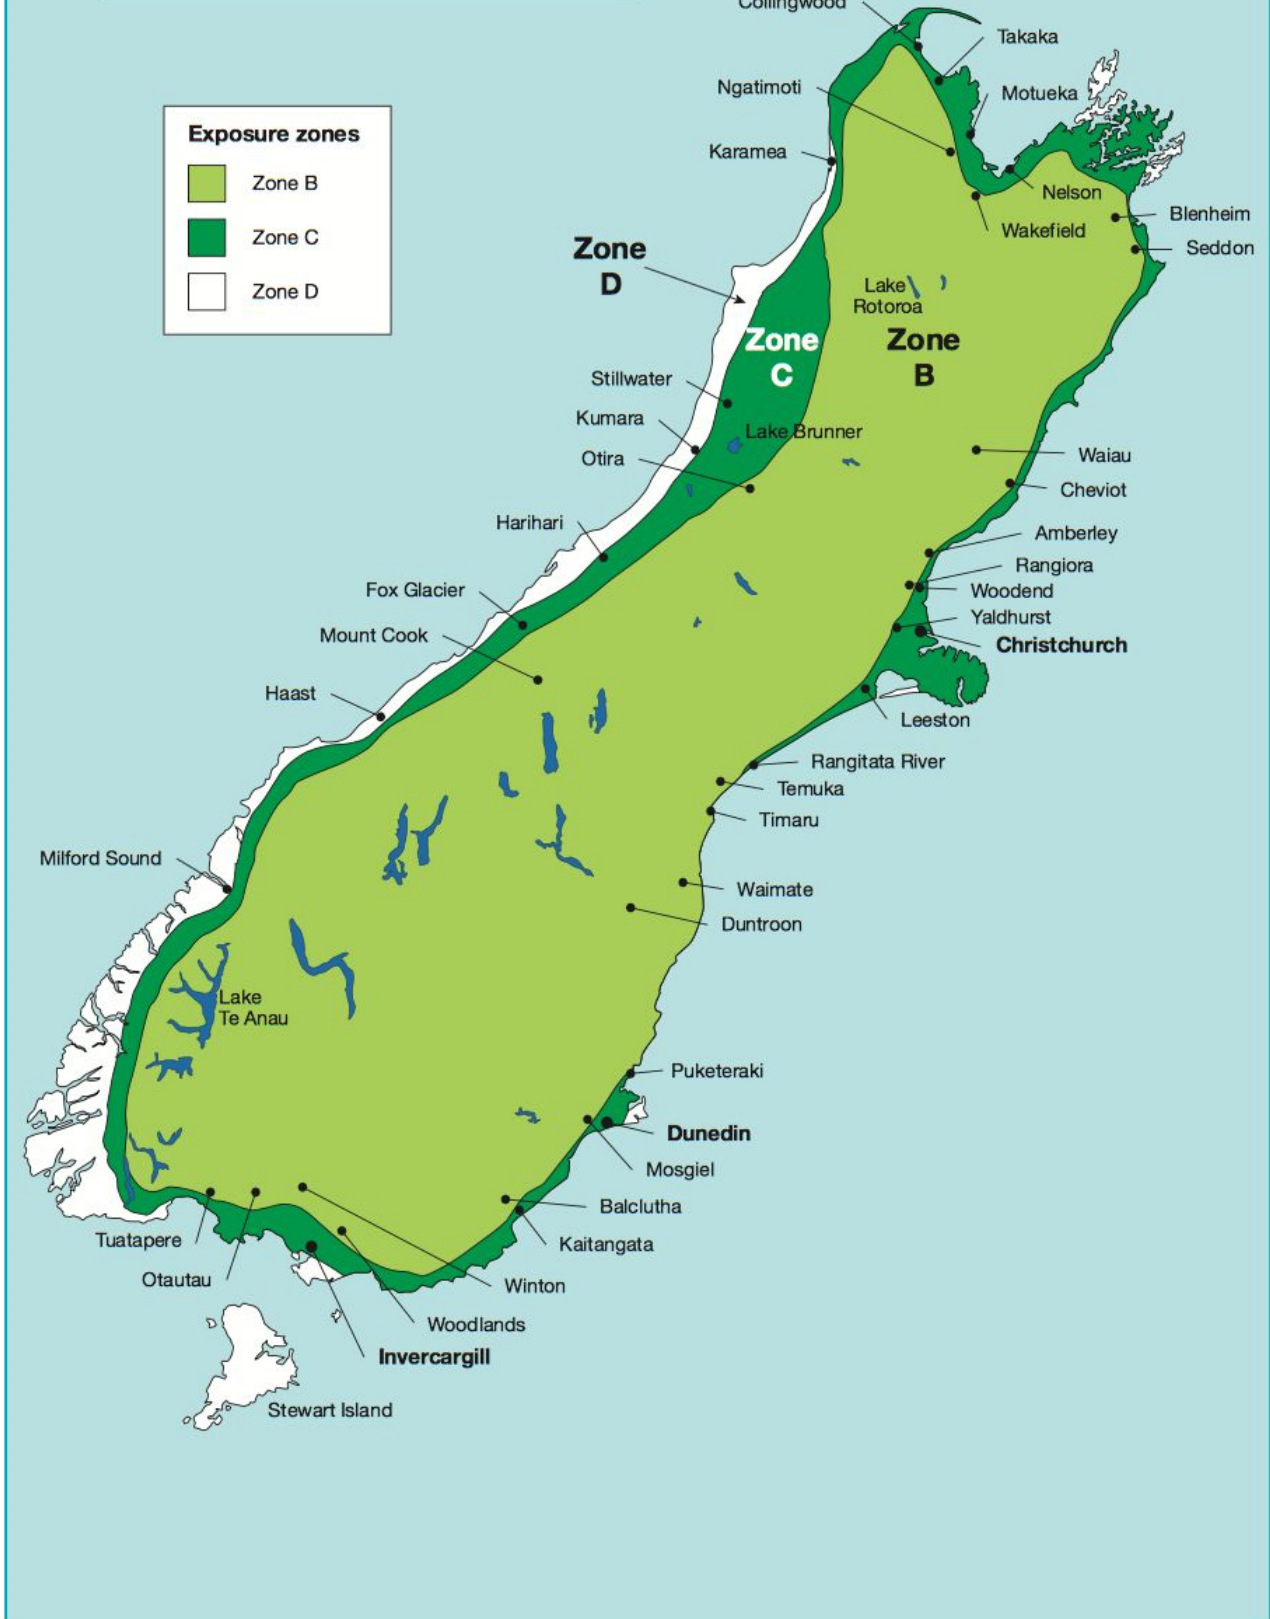 Collingwood
Takaka
Ngatimoti
Motueka
Exposure zones
Karamea
Zone B
Nelson
Blenheim
Wakefield
Zone C
Seddon
Zone
D
Lake
Rotoroa
Zone D
Zone
C
Zone
B
Stillwater
Kumara
Lake Brunner
Otira
Waiau
Cheviot
Harihari
Amberley
Rangiora
Fox Glacier
Woodend
Yaldhurst
Mount Cook
Christchurch
Haast
Leeston
Rangitata River
Temuka
Timaru
Milford Sound
Waimate
Duntroon
Lake
Te Anau
Puketeraki
Dunedin
Mosgiel
Balclutha
Tuatapere
Kaitangata
Otautau
Winton
Woodlands
Invercargill
Stewart Island